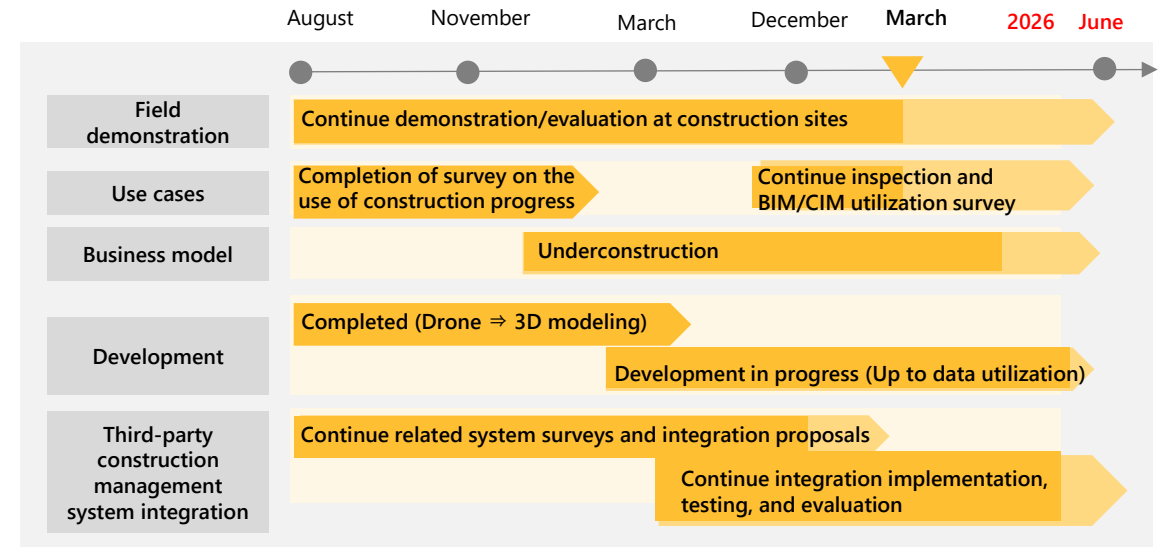 August November March December March 2026 June
Field
demonstration
Continue demonstration/evaluation at construction sites
Use cases
Completion of survey on the
use of construction progress
Continue inspection and
BIM/CIM utilization survey
Business model
Underconstruction
Development
Completed (Drone ⇒ 3D modeling)
Development in progress (Up to data utilization)
Third-party
construction
management
system integration
Continue related system surveys and integration proposals
Continue integration implementation,
testing, and evaluation